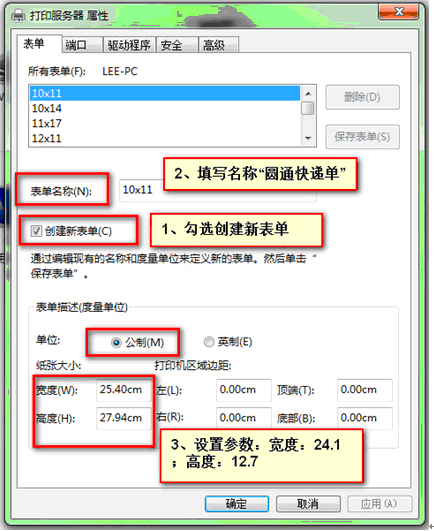 打印服务器 属性
表单 端口 驱动程序 安全 高级
所有表单(F): LEE-PC
10x11
10x14
11x17
12x11
删除(D)
保存表单(S)
2、填写名称“圆通快递单”
表单名称(N): 10x11
创建新表单(C)
1、勾选创建新表单
通过编辑现有的名称和度量单位来定义新的表单。然后单击“
保存表单”。
表单描述(度量单位)
单位: 公制(M) 英制(E)
纸张大小: 打印机区域边距:
宽度(W): 25.40cm 左(L): 0.00cm 顶端(T): 0.00cm
高度(H): 27.94cm 右(R): 0.00cm 底部(B): 0.00cm
3、设置参数：宽度：24.1
；高度：12.7
确定 取消 应用(A)